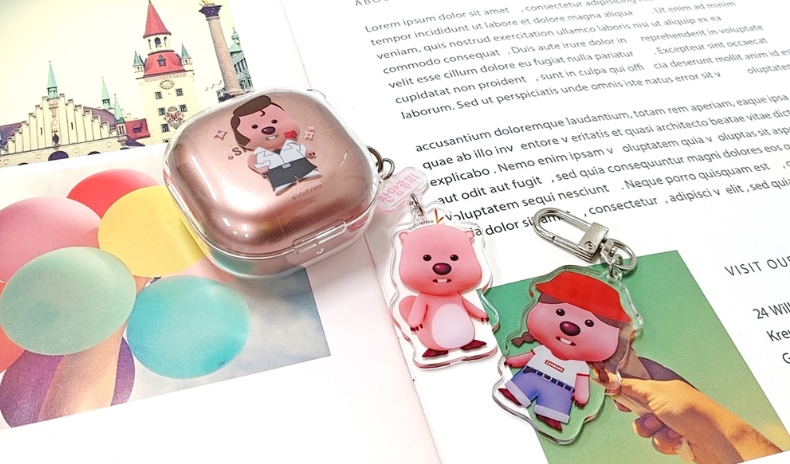 Lorem ipsum dolor sit amet , consectetur adipisicing
tempor incididunt ut labore et dolore magna aliqua . Ut enim ad minim
veniam, quis nostrud exercitation ullamco laboris nisi ut aliquip ex ea
commodo consequat . Duis aute irure dolor in reprehenderit in voluptate
velit esse cillum dolore eu fugiat nulla pariatur . Excepteur sint occaecat
cupidatat non proident , sunt in culpa qui offi cia deserunt mollit anim id est
laborum. Sed ut perspiciatis unde omnis iste natus error sit v oluptatem
accusantium doloremque laudantium, totam rem aperiam, eaque ipsa
quae ab illo inv entore v eritatis et quasi architecto beatae vitae
explicabo . Nemo enim ipsam v oluptatem quia v oluptas sit
aut odit aut fugit , sed quia consequuntur magni dolores eos
voluptatem sequi nesciunt . Neque porro quisquam est
dolor sit , consectetur , adipisci v elit, sed quia
VISIT OUR
24